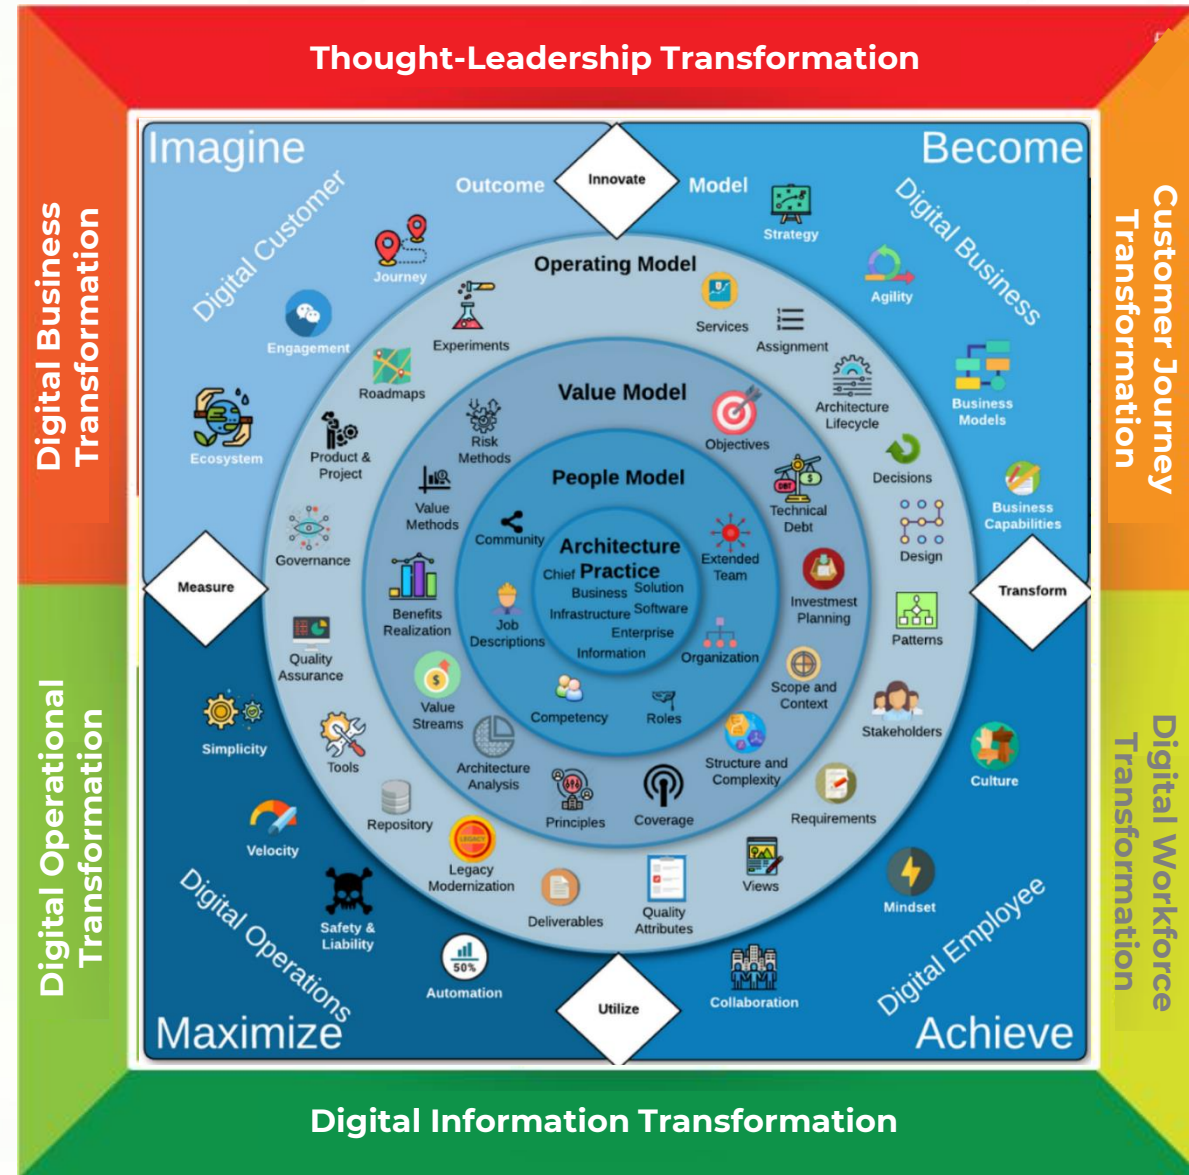 Thought-Leadership Transformation
Digital Business
Transformation
Digital Operational
Transformation
Customer Journey
Transformation
Digital Workforce
Transformation
Digital Information Transformation
Imagine
Become
Maximize
Achieve
Innovate
Measure
Transform
Utilize
Outcome
Model
Digital Customer
Journey
Engagement
Ecosystem
Digital Business
Strategy
Agility
Business
Models
Business
Capabilities
Digital Operations
Simplicity
Velocity
Safety &
Liability
Automation
50%
Digital Employee
Culture
Mindset
Collaboration
Operating Model
Experiments
Services
Assignment
Roadmaps
Architecture
Lifecycle
Product &
Project
Decisions
Governance
Design
Quality
Assurance
Patterns
Tools
Stakeholders
Repository
Requirements
LEGACY
Legacy
Modernization
Deliverables
Quality
Attributes
Views
Value Model
Risk
Methods
Objectives
Value
Methods
DEBT
$
Technical
Debt
Benefits
Realization
Investmest
Planning
$
Value
Streams
Scope and
Context
Architecture
Analysis
Structure and
Complexity
Principles
Coverage
People Model
Community
Extended
Team
Job
Descriptions
Organization
Competency
Roles
Architecture
Practice
Chief
Business
Solution
Infrastructure
Software
Enterprise
Information